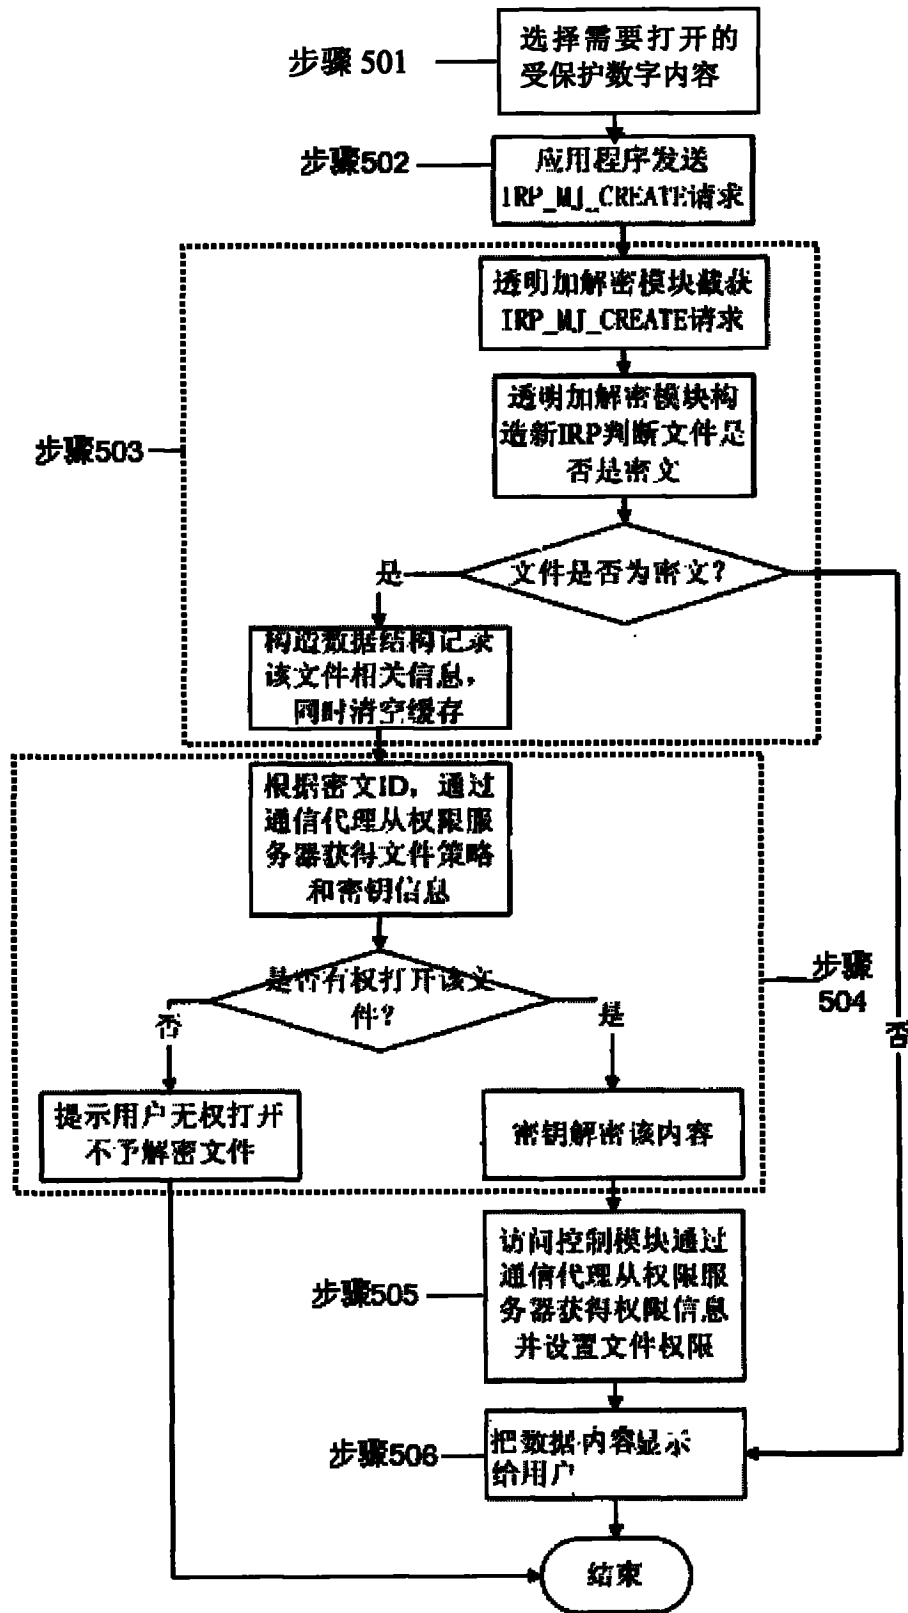 步骤 501
选择需要打开的
受保护数字内容
步骤502
应用程序发送
IRP_MJ_CREATE请求
透明加解密模块截获
IRP_MJ_CREATE请求
步骤503
透明加解密模块构
造新IRP判断文件是
否是密文
文件是否为密文?
是
构造数据结构记录
该文件相关信息,
同时清空缓存
根据密文ID, 通过
通信代理从权限服
务器获得文件策略
和密钥信息
步骤
504
是否有权打开该文
件?
否
是
否
提示用户无权打开
不予解密文件
密钥解密该内容
步骤505
访问控制模块通过
通信代理从权限服
务器获得权限信息
并设置文件权限
步骤506
把数据内容显示
给用户
结束